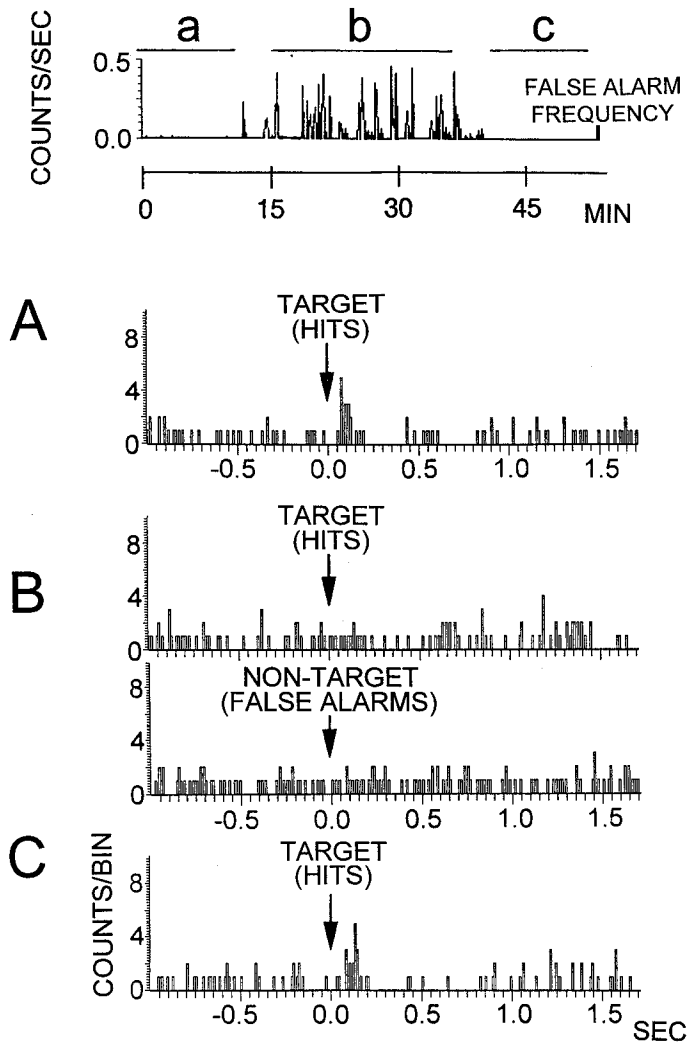 a b c
COUNTS/SEC
0.5
0.0
FALSE ALARM
FREQUENCY
0 15 30 45 MIN
A
TARGET
(HITS)
8
4
0
-0.5 0.0 0.5 1.0 1.5
B
TARGET
(HITS)
8
4
0
NON-TARGET
(FALSE ALARMS)
8
4
0
-0.5 0.0 0.5 1.0 1.5
C
COUNTS/BIN
TARGET
(HITS)
8
4
0
-0.5 0.0 0.5 1.0 1.5 SEC